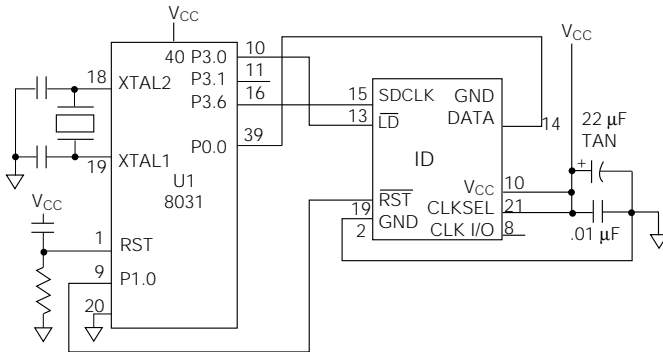 VCC
40 P3.0 10
P3.1 11
P3.6 16
P0.0 39
18 XTAL2
19 XTAL1
U1
8031
VCC
1 RST
9 P1.0
20
15 SDCLK
13 LD
GND
DATA 14
ID
VCC 10
RST 19
CLKSEL 21
GND 2
CLK I/O 8
VCC
22 µF
TAN
+
.01 µF